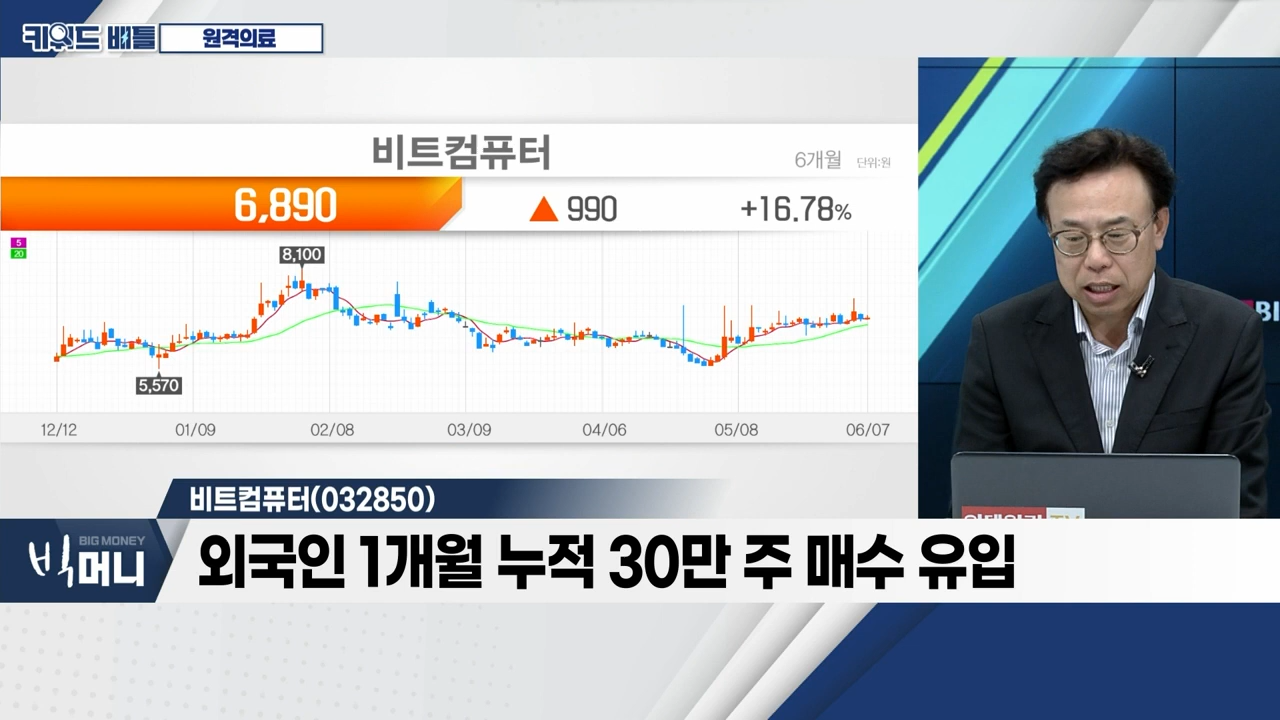 키워드 배틀
원격의료
비트컴퓨터
6개월 단위:원
6,890 ▲ 990 +16.78%
5
20
8,100
5,570
12/12 01/09 02/08 03/09 04/06 05/08 06/07
BI
비트컴퓨터(032850)
BIG MONEY
빅머니
외국인 1개월 누적 30만 주 매수 유입